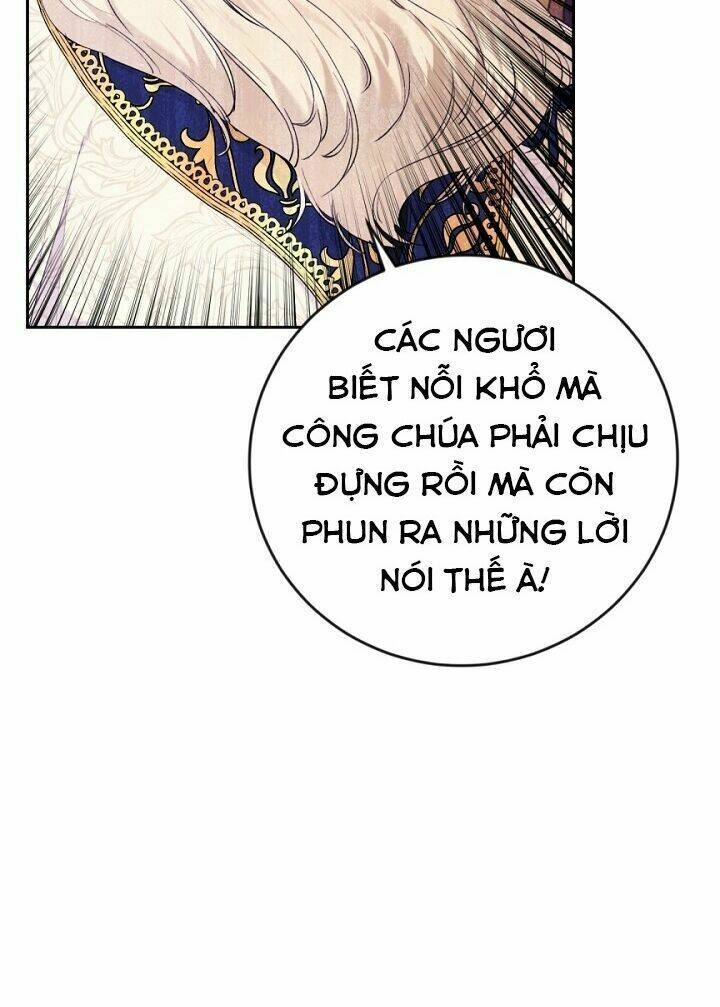 CÁC NGƯƠI
BIẾT NỖI KHỔ MÀ
CÔNG CHÚA PHẢI CHỊU
ĐỰNG RỒI MÀ CÒN
PHUN RA NHỮNG LỜI
NÓI THẾ À!